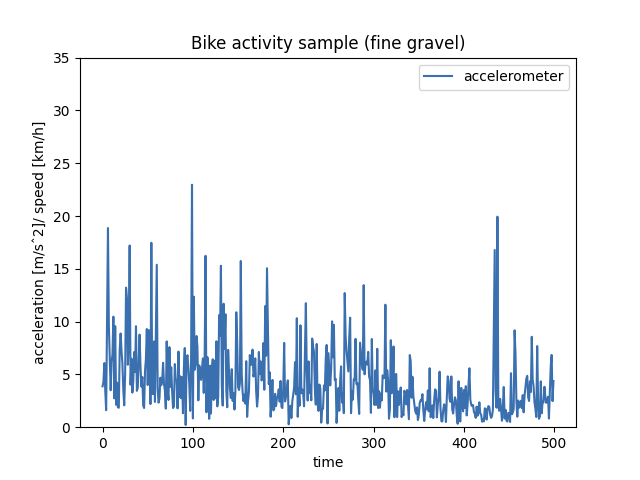 Bike activity sample (fine gravel)
accelerometer
acceleration [m/s^2]/ speed [km/h]
35
30
25
20
15
10
5
0
0 100 200 300 400 500
time